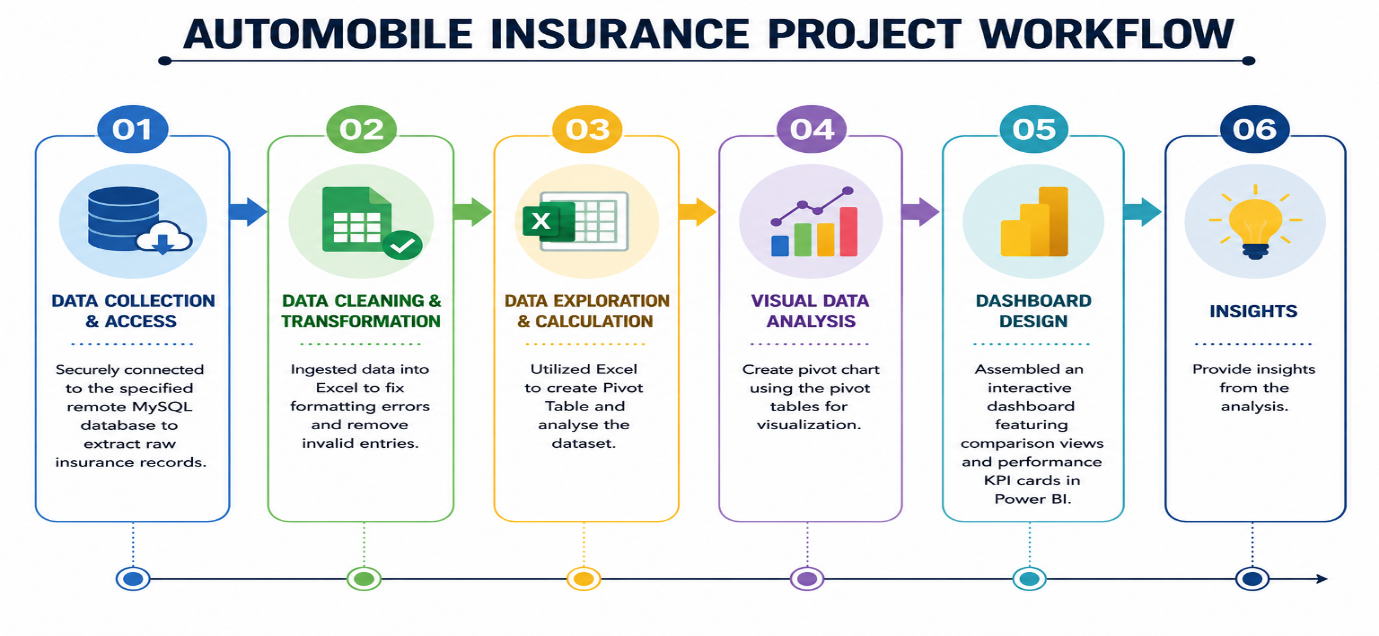 AUTOMOBILE INSURANCE PROJECT WORKFLOW
01
DATA COLLECTION
& ACCESS
Securely connected
to the specified
remote MySQL
database to
extract raw
insurance records.
02
DATA CLEANING &
TRANSFORMATION
Ingested data into
Excel to fix
formatting errors
and remove
invalid entries.
03
X
DATA EXPLORATION
& CALCULATION
Utilized Excel
to create Pivot
Table and
analyse the
dataset.
04
VISUAL DATA
ANALYSIS
Create pivot chart
using the pivot
tables for
visualization.
05
DASHBOARD
DESIGN
Assembled an
interactive
dashboard
featuring
comparison views
and performance
KPI cards in
Power BI.
06
INSIGHTS
Provide insights
from the
analysis.